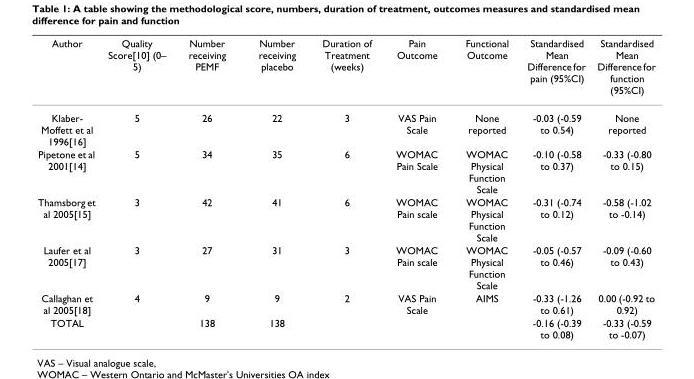 Table 1: A table showing the methodological score, numbers, duration of treatment, outcomes measures and standardised mean
difference for pain and function
Author Quality Score[10] (0–5) Number receiving PEMF Number receiving placebo Duration of Treatment (weeks) Pain Outcome Functional Outcome Standardised Mean Difference for pain (95%CI) Standardised Mean Difference for function (95%CI)
Klaber-Moffett et al 1996[16] 5 26 22 3 VAS Pain Scale None reported -0.03 (-0.59 to 0.54) None reported
Pipetone et al 2001[14] 5 34 35 6 WOMAC Pain Scale WOMAC Physical Function Scale -0.10 (-0.58 to 0.37) -0.33 (-0.80 to 0.15)
Thamsborg et al 2005[15] 3 42 41 6 WOMAC Pain scale WOMAC Physical Function Scale -0.31 (-0.74 to 0.12) -0.58 (-1.02 to -0.14)
Laufer et al 2005[17] 3 27 31 3 WOMAC Pain scale WOMAC Physical Function Scale -0.05 (-0.57 to 0.46) -0.09 (-0.60 to 0.43)
Callaghan et al 2005[18] 4 9 9 2 VAS Pain Scale AIMS -0.33 (-1.26 to 0.61) 0.00 (-0.92 to 0.92)
TOTAL 138 138 -0.16 (-0.39 to 0.08) -0.33 (-0.59 to -0.07)
VAS – Visual analogue scale,
WOMAC – Western Ontario and McMaster's Universities OA index